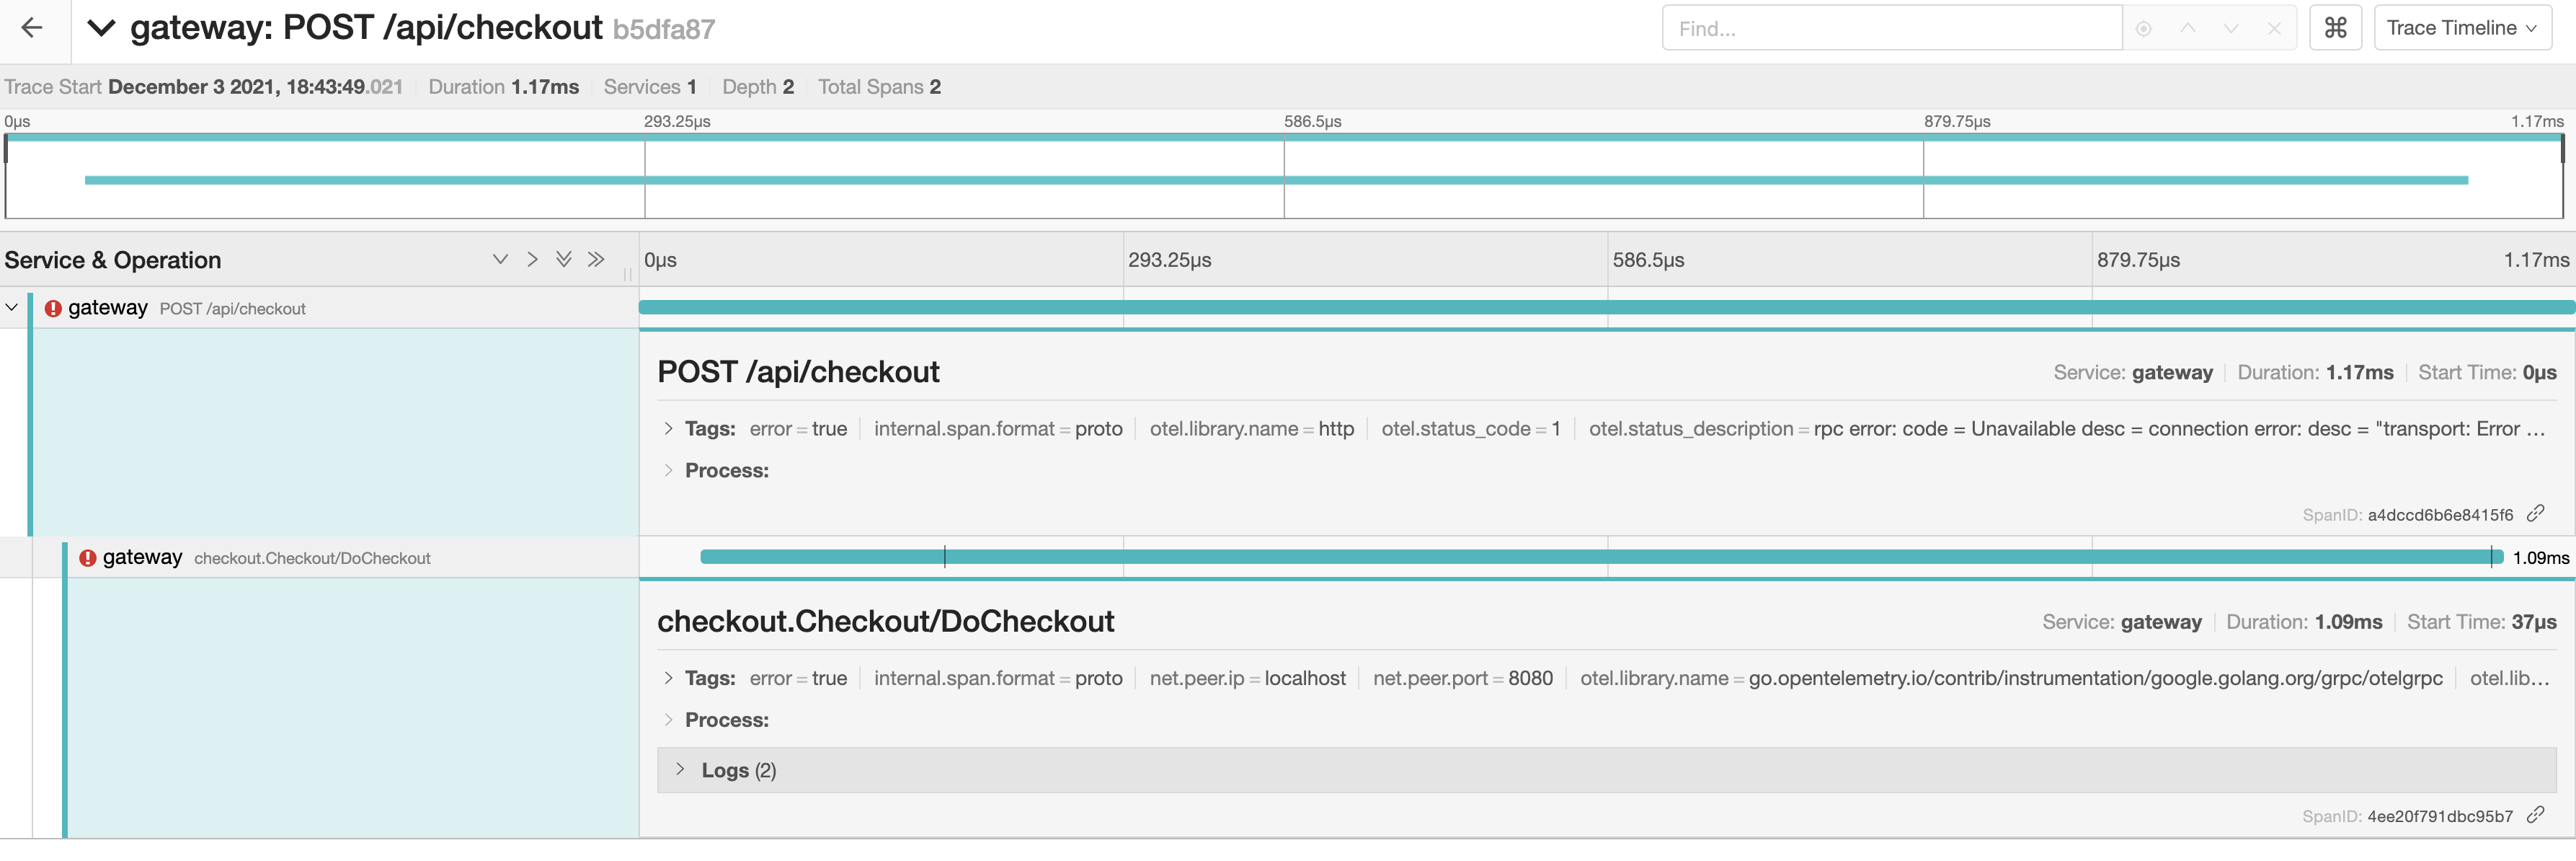 gateway: POST /api/checkout b5dfa87
Find...
Trace Timeline
Trace Start December 3 2021, 18:43:49.021 Duration 1.17ms Services 1 Depth 2 Total Spans 2
0μs 293.25μs 586.5μs 879.75μs 1.17ms
Service & Operation 0μs 293.25μs 586.5μs 879.75μs 1.17ms
gateway POST /api/checkout
POST /api/checkout Service: gateway Duration: 1.17ms Start Time: 0μs
Tags: error = true internal.span.format = proto otel.library.name = http otel.status_code = 1 otel.status_description = rpc error: code = Unavailable desc = connection error: desc = "transport: Error ...
Process:
SpanID: a4dccd6b6e8415f6
gateway checkout.Checkout/DoCheckout 1.09ms
checkout.Checkout/DoCheckout Service: gateway Duration: 1.09ms Start Time: 37μs
Tags: error = true internal.span.format = proto net.peer.ip = localhost net.peer.port = 8080 otel.library.name = go.opentelemetry.io/contrib/instrumentation/google.golang.org/grpc/otelgrpc otel.lib...
Process:
Logs (2)
SpanID: 4ee20f791dbc95b7